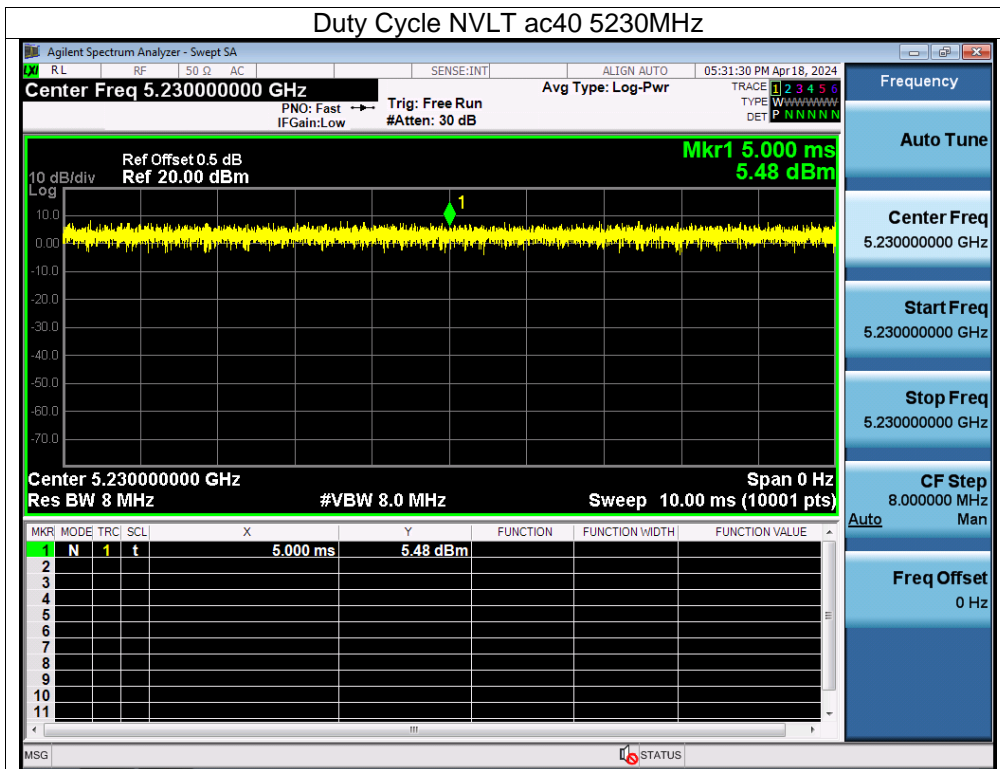 Duty Cycle NVLT ac40 5230MHz
Agilent Spectrum Analyzer - Swept SA
LXI RL RF 50 Ω AC SENSE:INT ALIGN AUTO 05:31:30 PM Apr 18, 2024
Center Freq 5.230000000 GHz
PNO: Fast
IFGain:Low
Trig: Free Run
#Atten: 30 dB
Avg Type: Log-Pwr
TRACE 1 2 3 4 5 6
TYPE WWWWWW
DET P N N N N N
Mkr1 5.000 ms
5.48 dBm
Ref Offset 0.5 dB
10 dB/div Ref 20.00 dBm
Log
1
10.0
0.00
-10.0
-20.0
-30.0
-40.0
-50.0
-60.0
-70.0
Center 5.230000000 GHz Span 0 Hz
Res BW 8 MHz #VBW 8.0 MHz Sweep 10.00 ms (10001 pts)
MKR MODE TRC SCL X Y FUNCTION FUNCTION WIDTH FUNCTION VALUE
1 N 1 t 5.000 ms 5.48 dBm
2
3
4
5
6
7
8
9
10
11
MSG STATUS
Frequency
Auto Tune
Center Freq
5.230000000 GHz
Start Freq
5.230000000 GHz
Stop Freq
5.230000000 GHz
CF Step
8.000000 MHz
Auto Man
Freq Offset
0 Hz